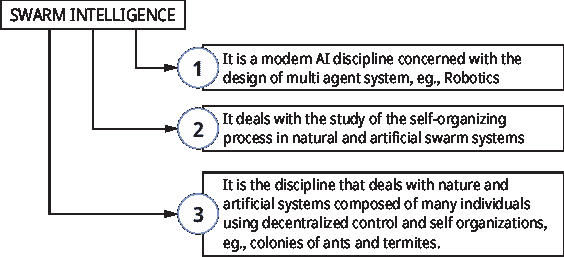 SWARM INTELLIGENCE
1
It is a modern AI discipline concerned with the
design of multi agent system, eg., Robotics
2
It deals with the study of the self-organizing
process in natural and artificial swarm systems
3
It is the discipline that deals with nature and
artificial systems composed of many individuals
using decentralized control and self organizations,
eg., colonies of ants and termites.